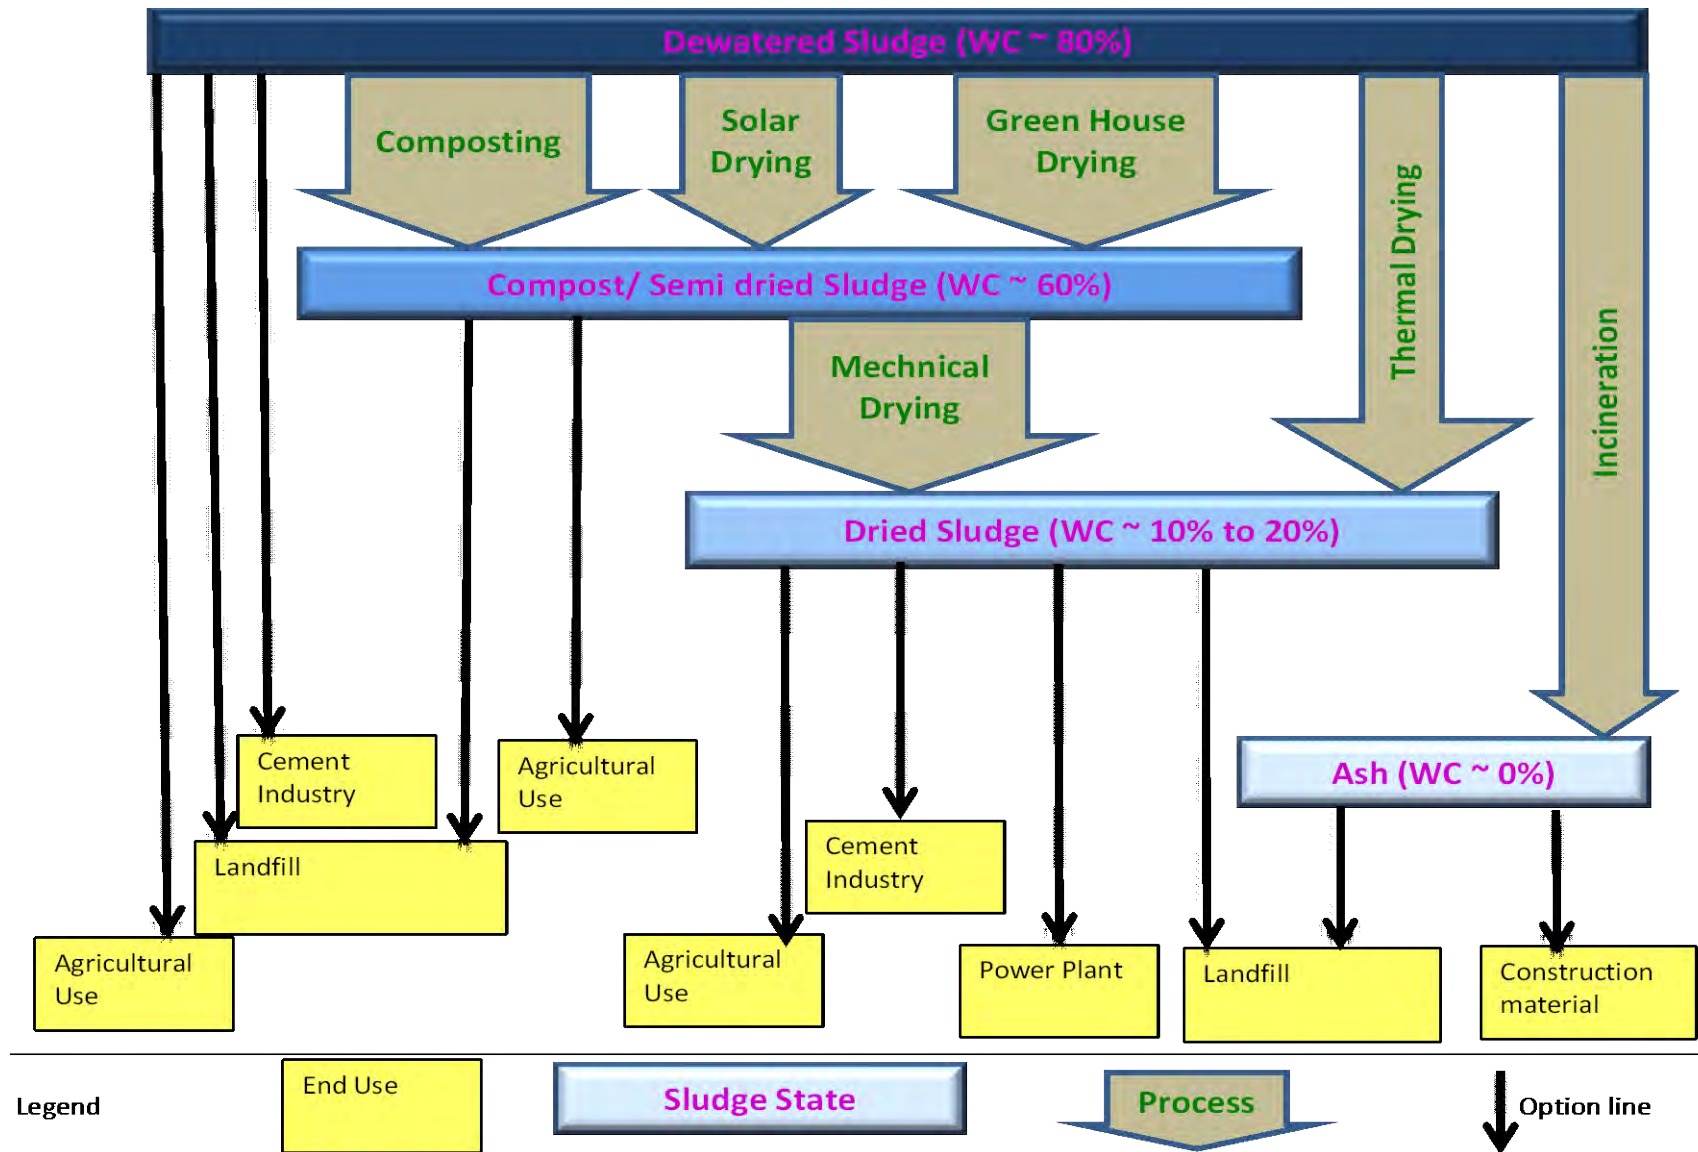 Dewatered Sludge (WC ~ 80%)
Composting
Solar
Drying
Green House
Drying
Thermal Drying
Incineration
Compost/ Semi dried Sludge (WC ~ 60%)
Mechnical
Drying
Dried Sludge (WC ~ 10% to 20%)
Ash (WC ~ 0%)
Cement
Industry
Agricultural
Use
Landfill
Agricultural
Use
Cement
Industry
Agricultural
Use
Power Plant
Landfill
Construction
material
Legend
End Use
Sludge State
Process
Option line